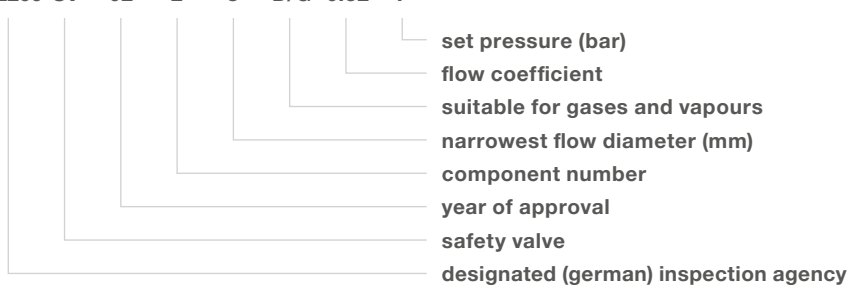 set pressure (bar)
flow coefficient
suitable for gases and vapours
narrowest flow diameter (mm)
component number
year of approval
safety valve
designated (german) inspection agency